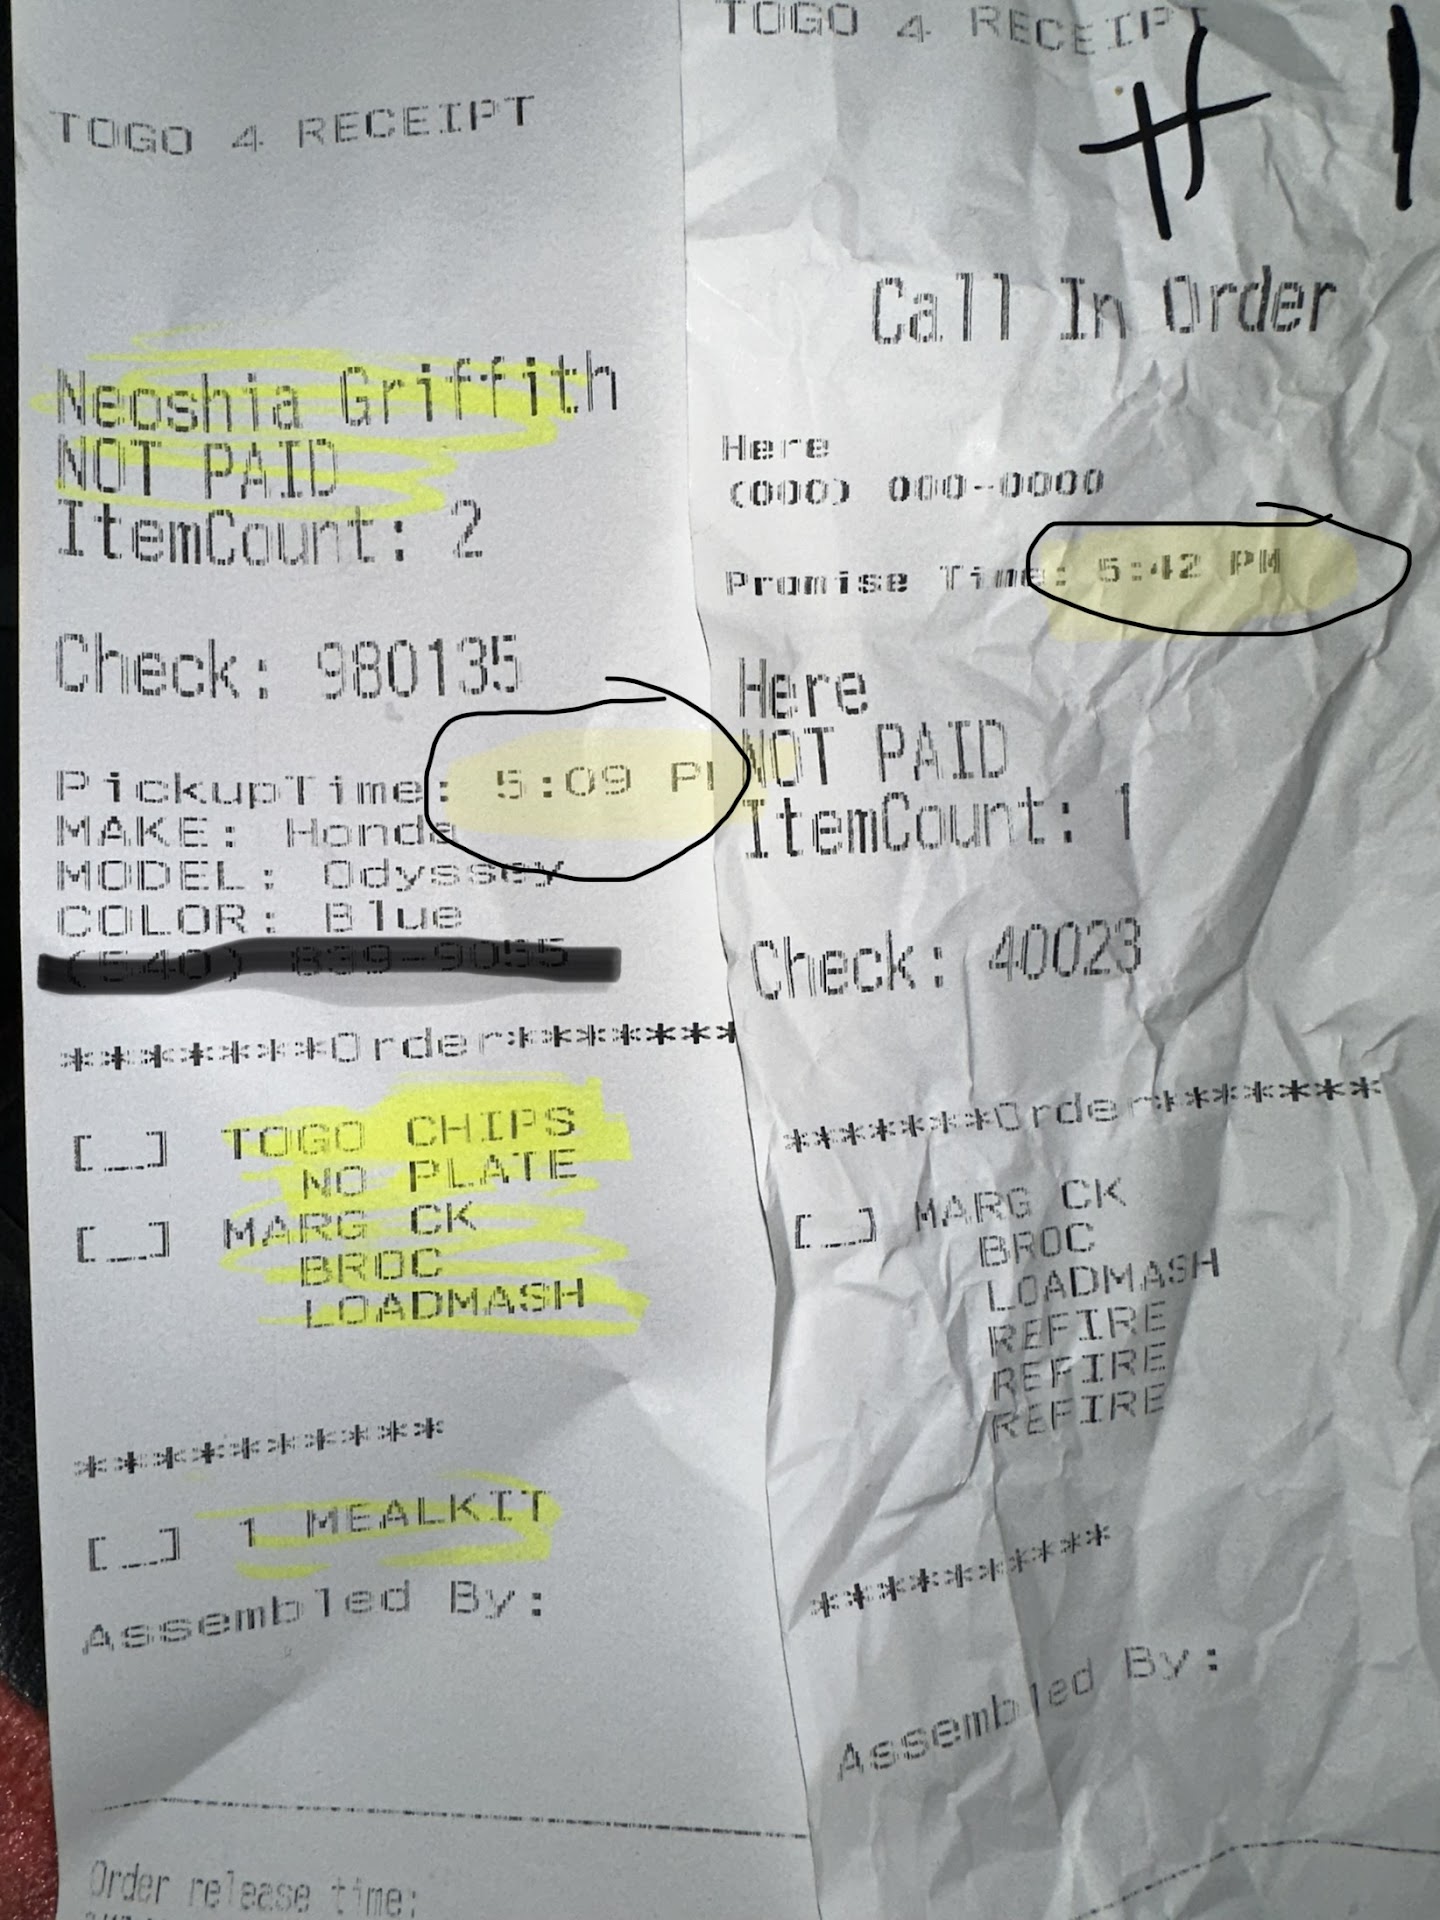 TOGO 4 RECEIPT
Neoshia Griffith
NOT PAID
ItemCount: 2
Check: 980135
PickupTime: 5:09
MAKE: Honda
MODEL: Odyssey
COLOR: Blue
*******Order*******
[_] TOGO CHIPS
NO PLATE
[_] MARG CK
BROC
LOADMASH
**********
[_] 1 MEALKIT
Assembled By:
Order release time:
TOGO 4 RECEIPT
# 1
Call In Order
Here
(000) 000-0000
Promise Time: 5:42 PM
Here
NOT PAID
ItemCount: 1
Check: 40023
*******Order*******
[_] MARG CK
BROC
LOADMASH
REFIRE
REFIRE
REFIRE
**********
Assembled By: